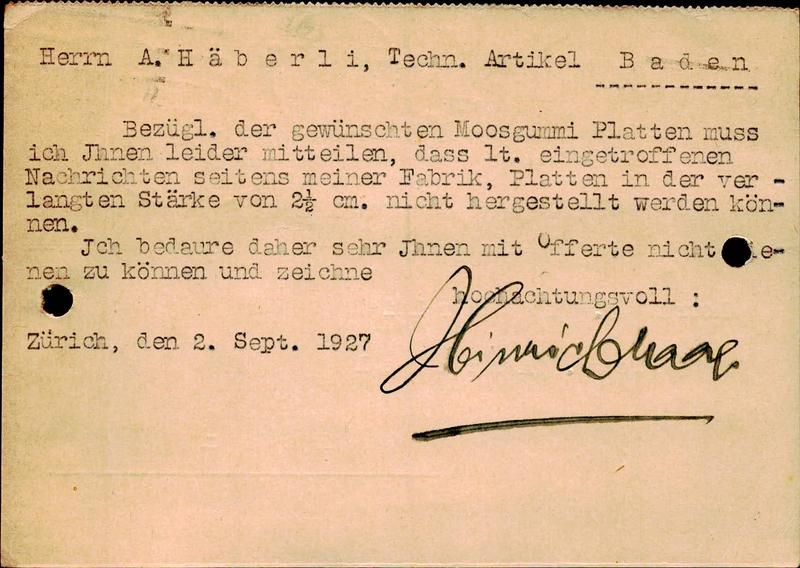 Herrn A. Häberli, Techn. Artikel Baden
Bezügl. der gewünschten Moosgummi Platten muss
ich Jhnen leider mitteilen, dass lt. eingetroffenen
Nachrichten seitens meiner Fabrik, Platten in der ver -
langten Stärke von 2½ cm. nicht hergestellt werden kön-
nen.
Jch bedaure daher sehr Jhnen mit Offerte nicht
nen zu können und zeichne
hochachtungsvoll :
Zürich, den 2. Sept. 1927